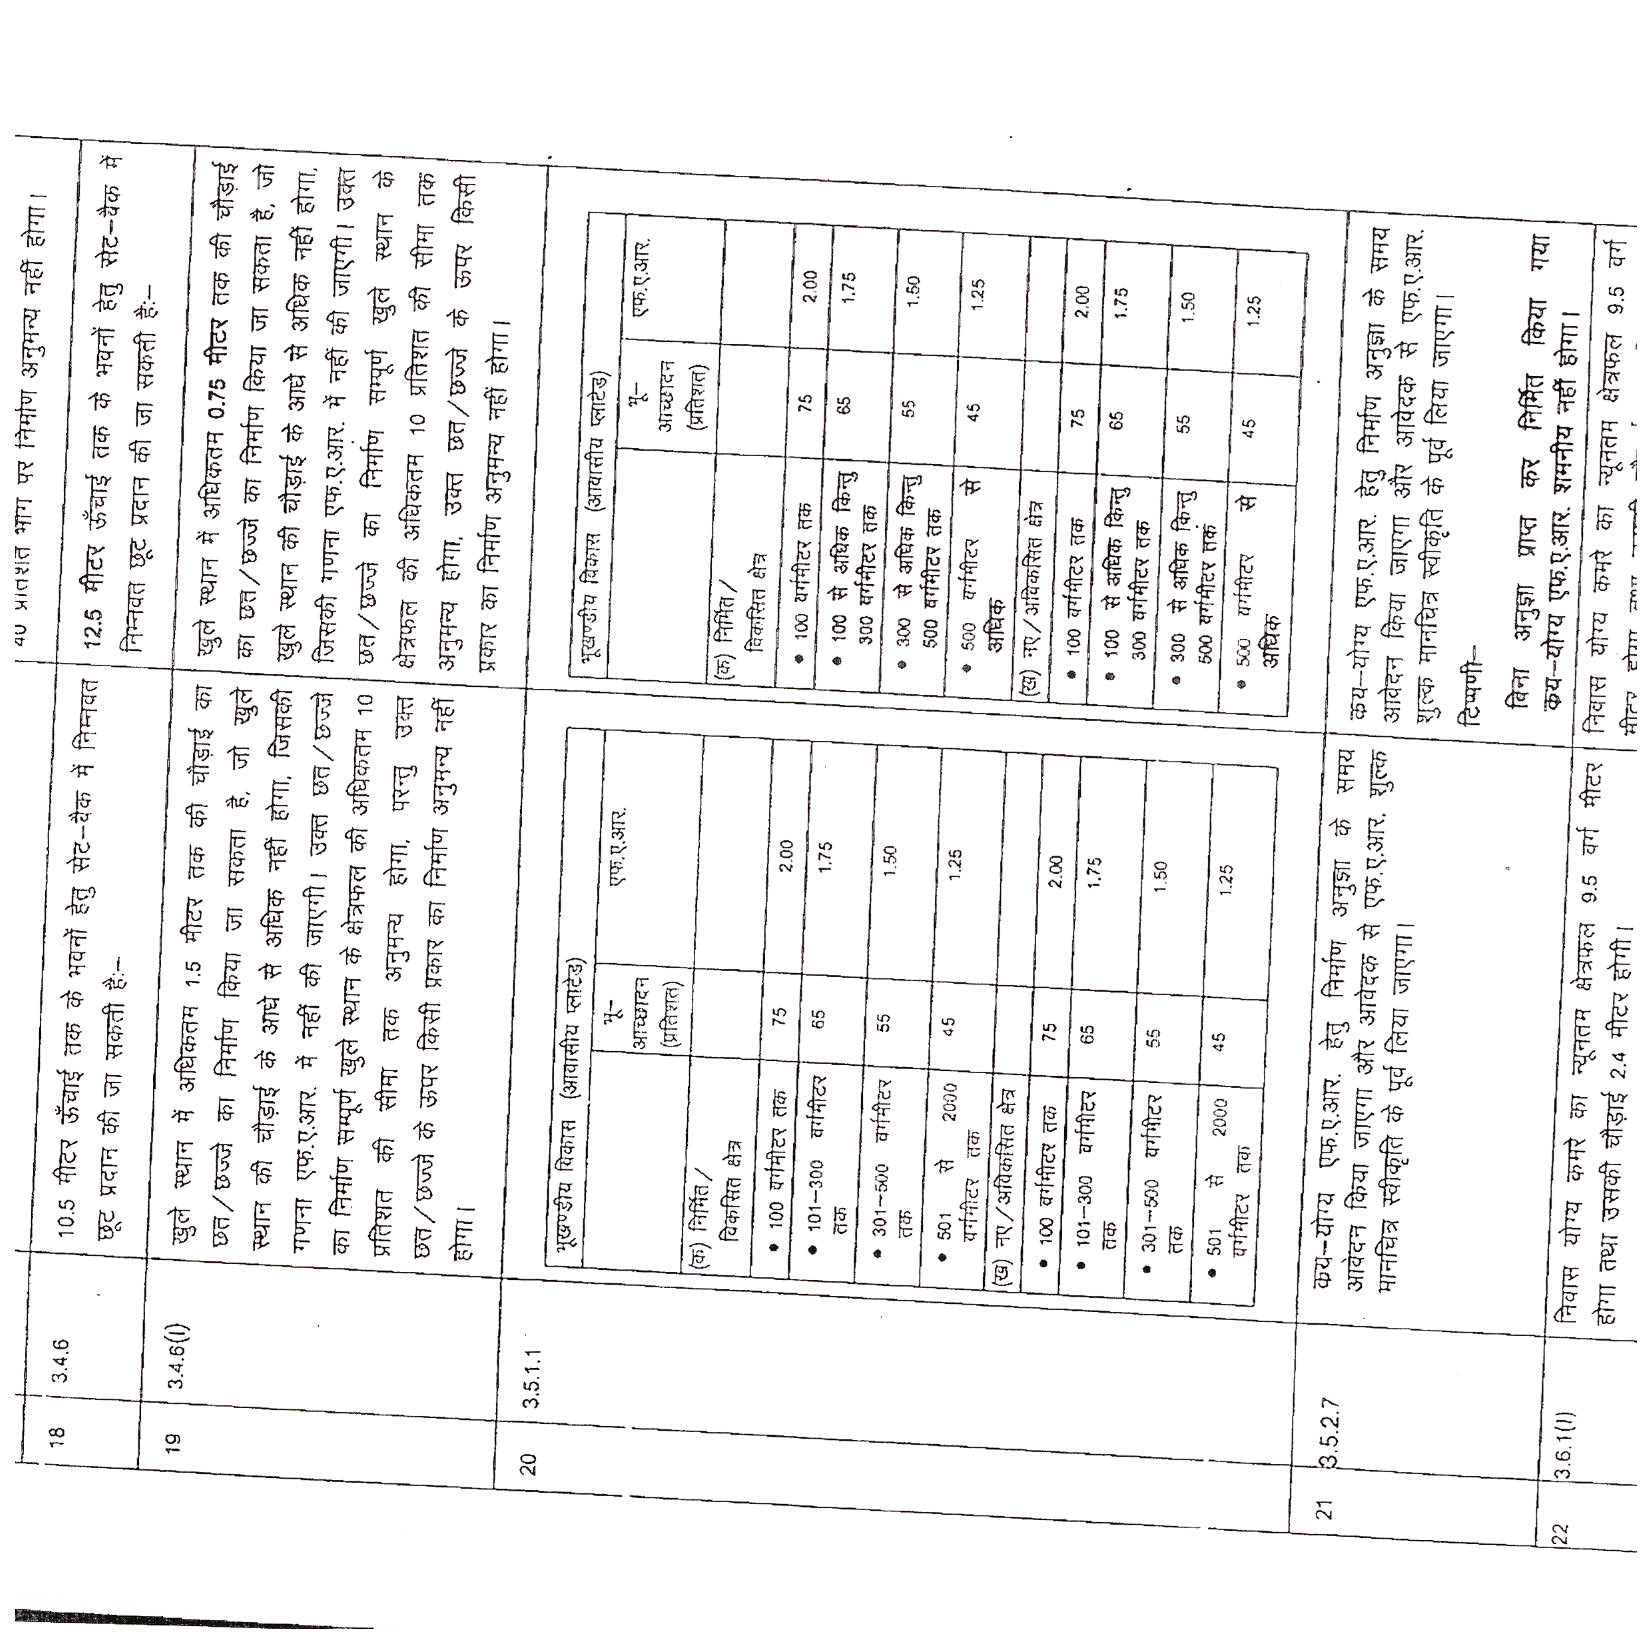 40 प्रतिशत भाग पर निर्माण अनुमन्य नहीं होगा।
18
3.4.6
10.5 मीटर ऊँचाई तक के भवनों हेतु सेट-बैक में निम्नवत
छूट प्रदान की जा सकती है:-
12.5 मीटर ऊँचाई तक के भवनों हेतु सेट-बैक में
निम्नवत छूट प्रदान की जा सकती है:-
19
3.4.6(I)
खुले स्थान में अधिकतम 1.5 मीटर तक की चौड़ाई का
छत/छज्जे का निर्माण किया जा सकता है, जो खुले
स्थान की चौड़ाई के आधे से अधिक नहीं होगा, जिसकी
गणना एफ.ए.आर. में नहीं की जाएगी। उक्त छत/छज्जे
का निर्माण सम्पूर्ण खुले स्थान के क्षेत्रफल की अधिकतम 10
प्रतिशत की सीमा तक अनुमन्य होगा, परन्तु उक्त
छत/छज्जे के ऊपर किसी प्रकार का निर्माण अनुमन्य नहीं
होगा।
खुले स्थान में अधिकतम 0.75 मीटर तक की चौड़ाई
का छत/छज्जे का निर्माण किया जा सकता है, जो
खुले स्थान की चौड़ाई के आधे से अधिक नहीं होगा,
जिसकी गणना एफ.ए.आर. में नहीं की जाएगी। उक्त
छत/छज्जे का निर्माण सम्पूर्ण खुले स्थान के
क्षेत्रफल की अधिकतम 10 प्रतिशत की सीमा तक
अनुमन्य होगा, उक्त छत/छज्जे के ऊपर किसी
प्रकार का निर्माण अनुमन्य नहीं होगा।
20
3.5.1.1
भूखण्डीय विकास (आवासीय प्लाटेड)
भू-
आच्छादन
(प्रतिशत)
एफ.ए.आर.
(क) निर्मित/
विकसित क्षेत्र
• 100 वर्गमीटर तक 75 2.00
• 101-300 वर्गमीटर 65 1.75
तक
• 301-500 वर्गमीटर 55 1.50
तक
• 501 से 2000 45 1.25
वर्गमीटर तक
(ख) नए/अविकसित क्षेत्र
• 100 वर्गमीटर तक 75 2.00
• 101-300 वर्गमीटर 65 1.75
तक
• 301-500 वर्गमीटर 55 1.50
तक
• 501 से 2000 45 1.25
वर्गमीटर तक
भूखण्डीय विकास (आवासीय प्लाटेड)
भू-
आच्छादन
(प्रतिशत)
एफ.ए.आर.
(क) निर्मित/
विकसित क्षेत्र
• 100 वर्गमीटर तक 75 2.00
• 100 से अधिक किन्तु 65 1.75
300 वर्गमीटर तक
• 300 से अधिक किन्तु 55 1.50
500 वर्गमीटर तक
• 500 वर्गमीटर से 45 1.25
अधिक
(ख) नए/अविकसित क्षेत्र
• 100 वर्गमीटर तक 75 2.00
• 100 से अधिक किन्तु 65 1.75
300 वर्गमीटर तक
• 300 से अधिक किन्तु 55 1.50
500 वर्गमीटर तक
• 500 वर्गमीटर से 45 1.25
अधिक
21
3.5.2.7
कय-योग्य एफ.ए.आर. हेतु निर्माण अनुज्ञा के समय
आवेदन किया जाएगा और आवेदक से एफ.ए.आर. शुल्क
मानचित्र स्वीकृति के पूर्व लिया जाएगा।
कय-योग्य एफ.ए.आर. हेतु निर्माण अनुज्ञा के समय
आवेदन किया जाएगा और आवेदक से एफ.ए.आर.
शुल्क मानचित्र स्वीकृति के पूर्व लिया जाएगा।
टिप्पणी-
बिना अनुज्ञा प्राप्त कर निर्मित किया गया
कय-योग्य एफ.ए.आर. शमनीय नहीं होगा।
22
3.6.1(I)
निवास योग्य कमरे का न्यूनतम क्षेत्रफल 9.5 वर्ग मीटर
होगा तथा उसकी चौड़ाई 2.4 मीटर होगी।
निवास योग्य कमरे का न्यूनतम क्षेत्रफल 9.5 वर्ग
मीटर होगा तथा